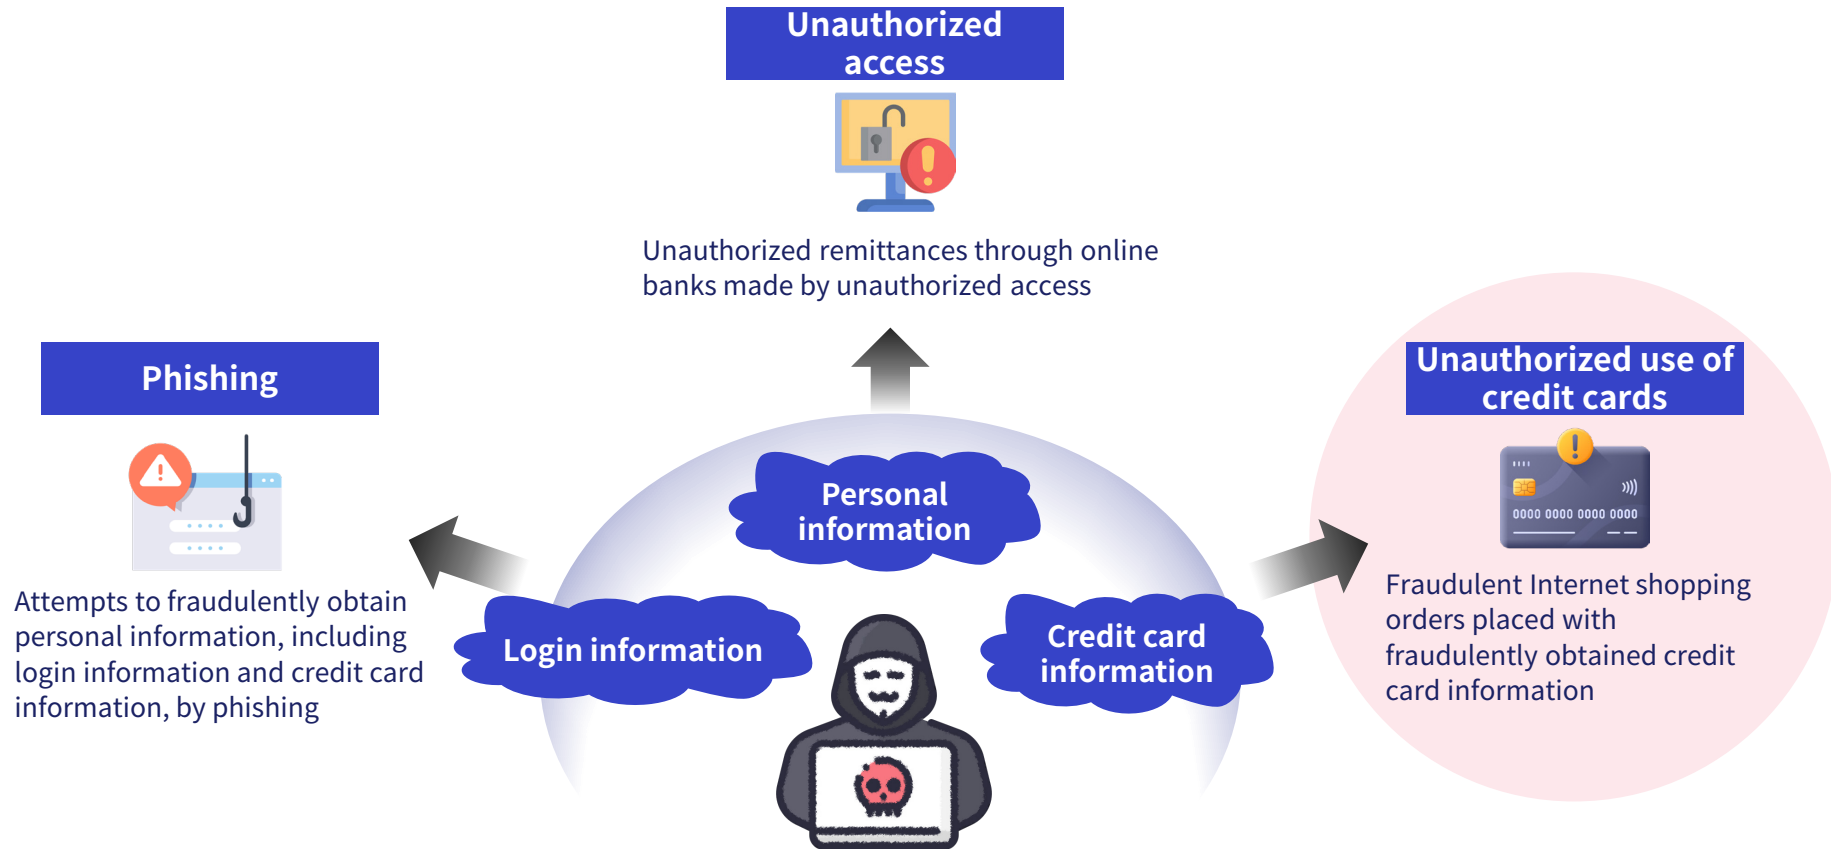 Unauthorized
access
Unauthorized remittances through online
banks made by unauthorized access
Phishing
Attempts to fraudulently obtain
personal information, including
login information and credit card
information, by phishing
Personal
information
Login information
Credit card
information
Unauthorized use of
credit cards
0000 0000 0000 0000
Fraudulent Internet shopping
orders placed with
fraudulently obtained credit
card information